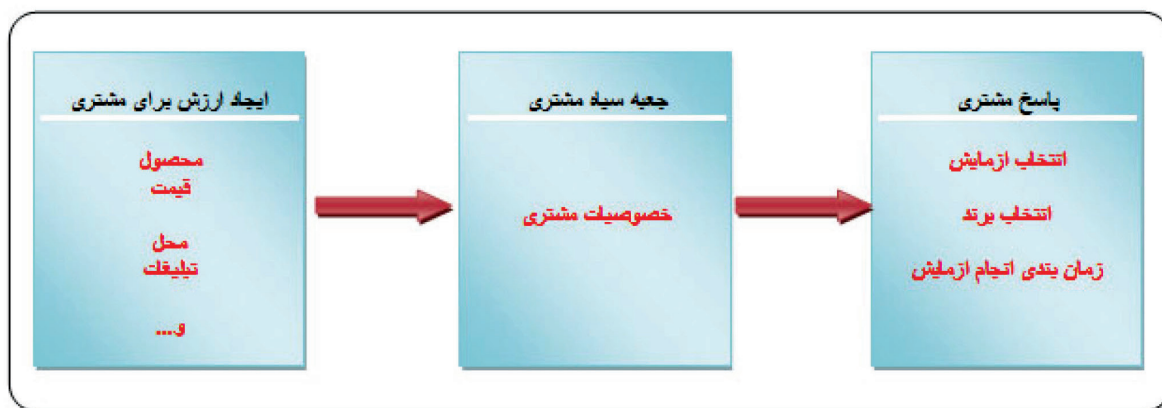 ایجاد ارزش برای مشتری
محصول
قیمت
محل
تبلیغات
و...
جعبه سیاه مشتری
خصوصیات مشتری
پاسخ مشتری
انتخاب ازمایش
انتخاب برند
زمان بندی انجام ازمایش